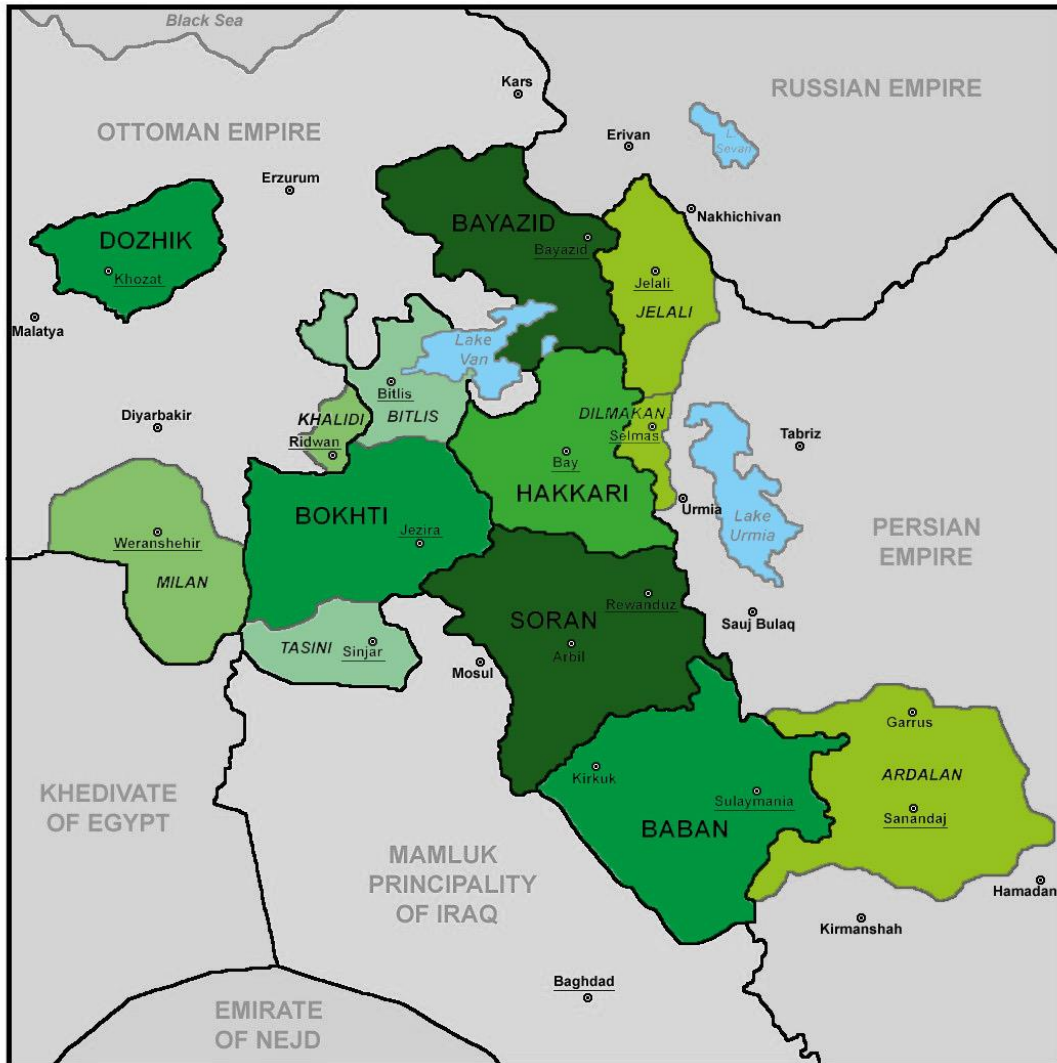 Black Sea
Kars
RUSSIAN EMPIRE
OTTOMAN EMPIRE
Erivan
L.
Sevan
Erzurum
Nakhichivan
DOZHIK
Khozat
BAYAZID
Bayazid
Jelali
JELALI
Malatya
Lake
Van
Bitlis
BITLIS
KHALIDI
Ridwan
Diyarbakir
DILMAKAN
Selmas
Tabriz
Bay
HAKKARI
Urmia
Lake
Urmia
BOKHTI
Jezira
Weranshehir
MILAN
PERSIAN
EMPIRE
Rewanduz
SORAN
Arbil
Sauj Bulaq
TASINI
Sinjar
Mosul
Garrus
ARDALAN
Sanandaj
Kirkuk
Sulaymania
BABAN
KHEDIVATE
OF EGYPT
MAMLUK
PRINCIPALITY
OF IRAQ
Hamadan
Kirmanshah
Baghdad
EMIRATE
OF NEJD